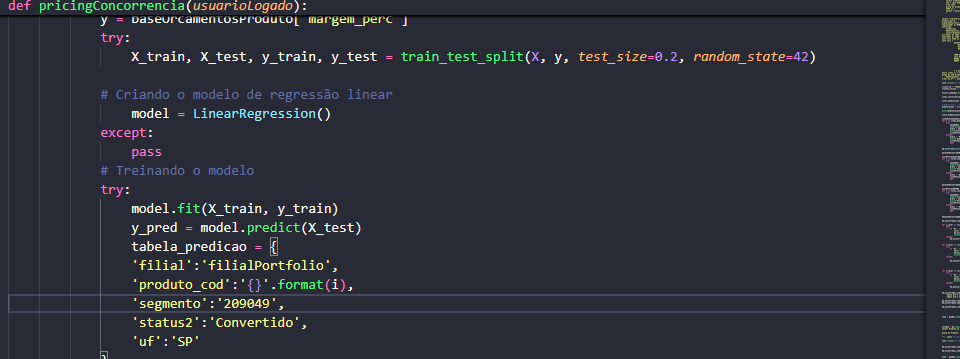 def pricingConcorrencia(usuarioLogado):
y = baseOrcamentosProduto['margem_perc']
try:
X_train, X_test, y_train, y_test = train_test_split(X, y, test_size=0.2, random_state=42)
# Criando o modelo de regressão linear
model = LinearRegression()
except:
pass
# Treinando o modelo
try:
model.fit(X_train, y_train)
y_pred = model.predict(X_test)
tabela_predicao = {
'filial':'filialPortfolio',
'produto_cod':'{}'.format(i),
'segmento':'209049',
'status2':'Convertido',
'uf':'SP'
}